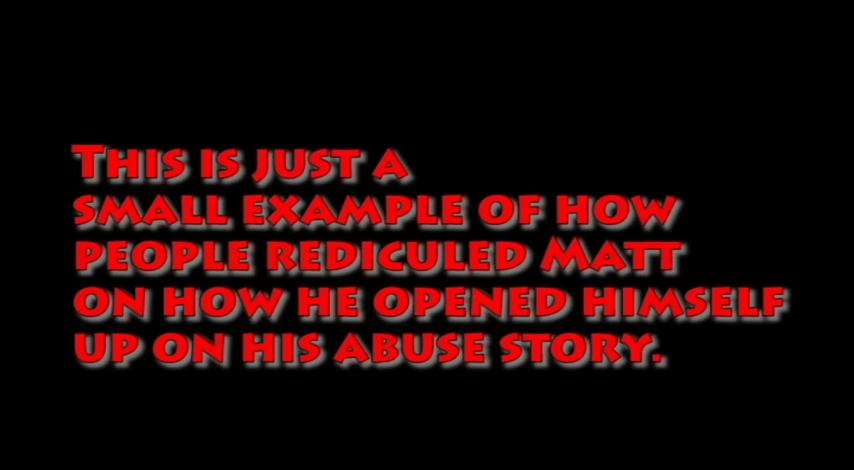 This is just a
small example of how
people rediculed Matt
on how he opened himself
up on his abuse story.